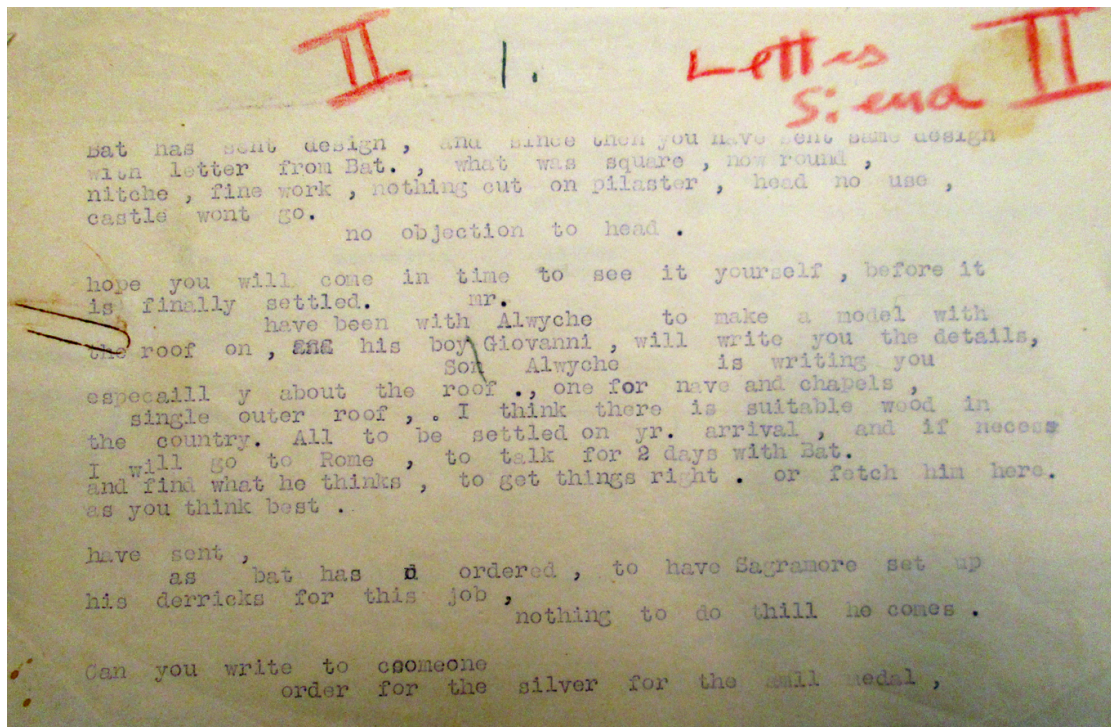 II 1. Lettes II
Siena
Bat has sent design , and since then you have sent same design
with letter from Bat. , what was square , now round ,
nitche , fine work , nothing cut on pilaster , head no use ,
castle wont go.
no objection to head .
hope you will come in time to see it yourself , before it
is finally settled. mr.
have been with Alwyche to make a model with
the roof on , and his boy Giovanni , will write you the details,
Son Alwyche is writing you
especaill y about the roof ., one for nave and chapels ,
single outer roof , . I think there is suitable wood in
the country. All to be settled on yr. arrival , and if necess
I will go to Rome , to talk for 2 days with Bat.
and find what he thinks , to get things right . or fetch him here.
as you think best .
have sent ,
as bat has d ordered , to have Sagramore set up
his derricks for this job ,
nothing to do thill he comes .
Can you write to csomeone
order for the silver for the medal ,